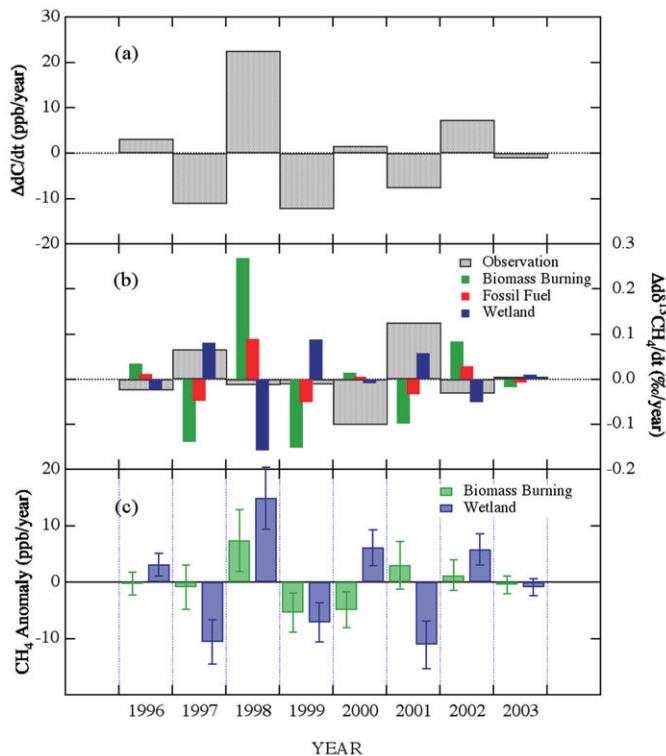 30
20
10
0
-10
-20
ΔdC/dt (ppb/year)
(a)
(b)
Observation
Biomass Burning
Fossil Fuel
Wetland
0.3
0.2
0.1
0.0
-0.1
-0.2
Δdδ¹³CH₄/dt (‰/year)
(c)
Biomass Burning
Wetland
20
10
0
-10
CH₄ Anomaly (ppb/year)
1996 1997 1998 1999 2000 2001 2002 2003
YEAR